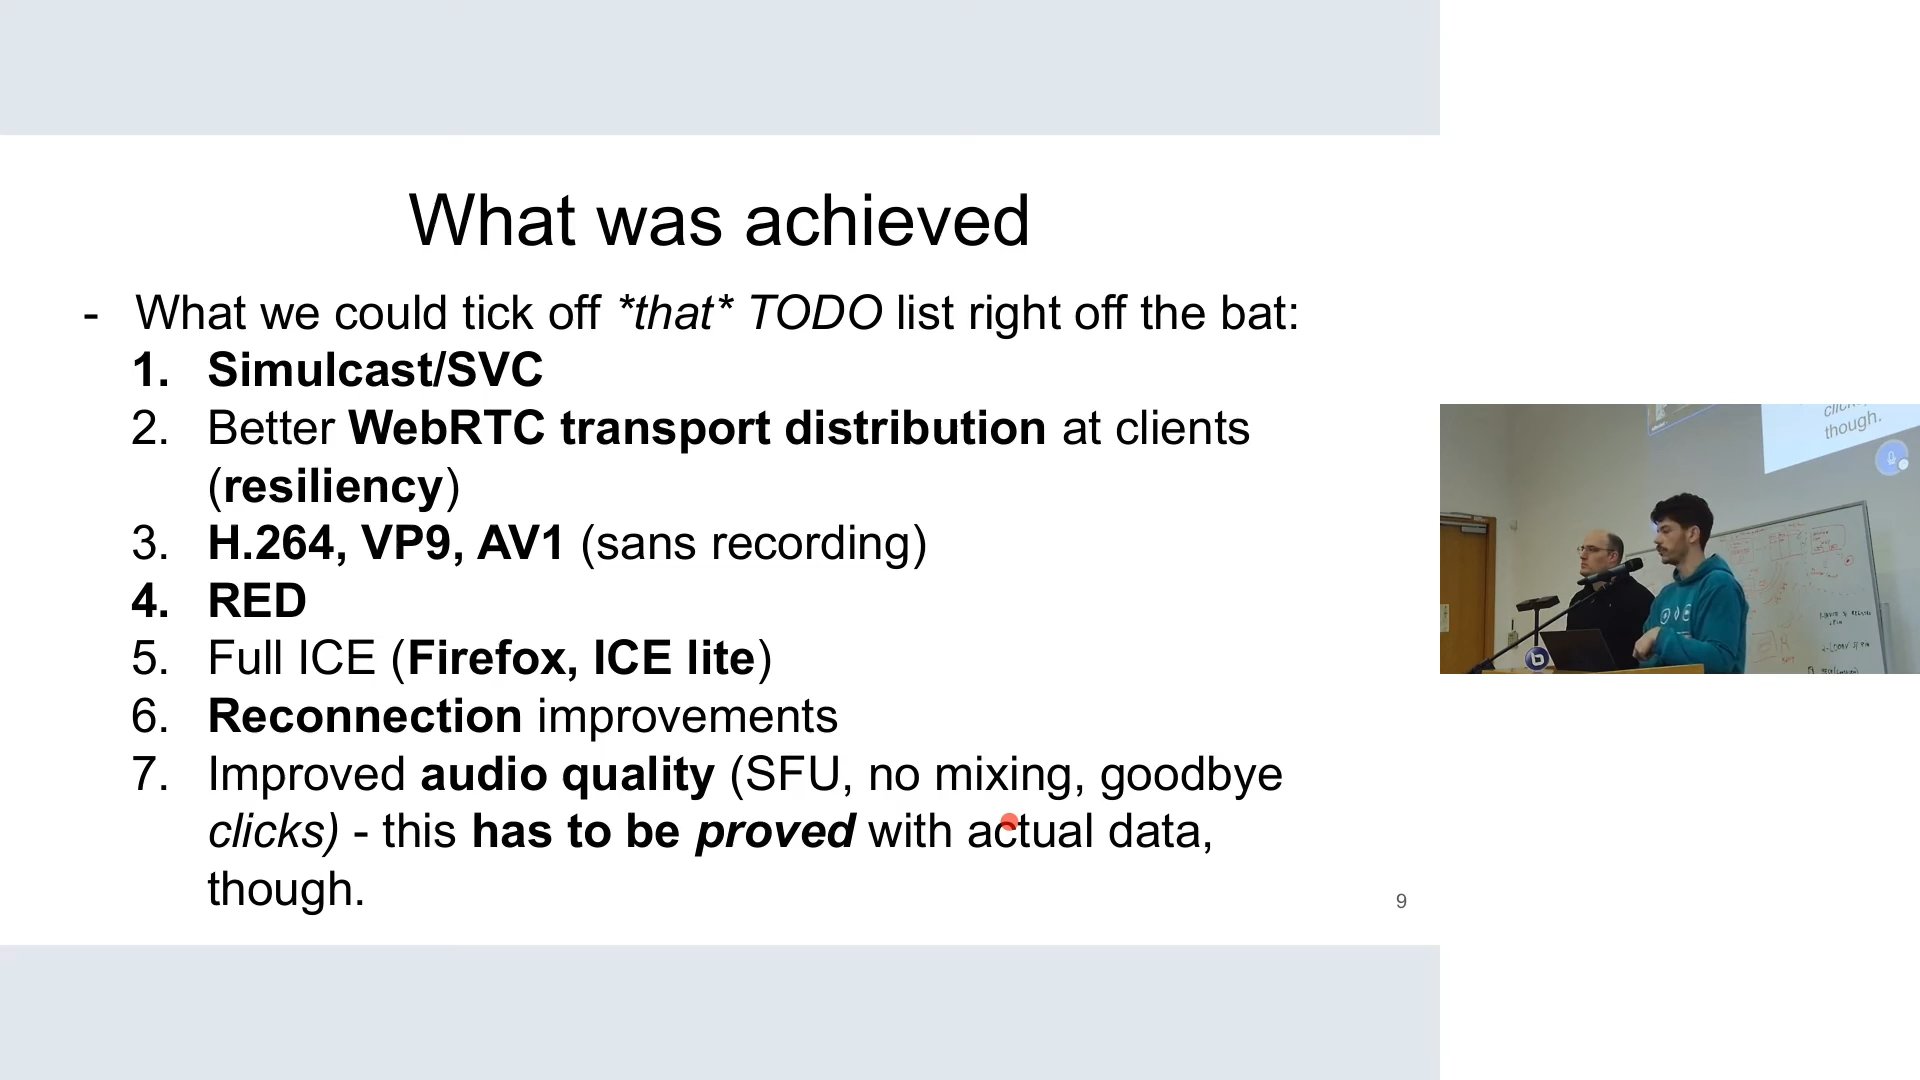 What was achieved
- What we could tick off *that* TODO list right off the bat:
1. Simulcast/SVC
2. Better WebRTC transport distribution at clients
(resiliency)
3. H.264, VP9, AV1 (sans recording)
4. RED
5. Full ICE (Firefox, ICE lite)
6. Reconnection improvements
7. Improved audio quality (SFU, no mixing, goodbye
clicks) - this has to be proved with actual data,
though.
9
though.